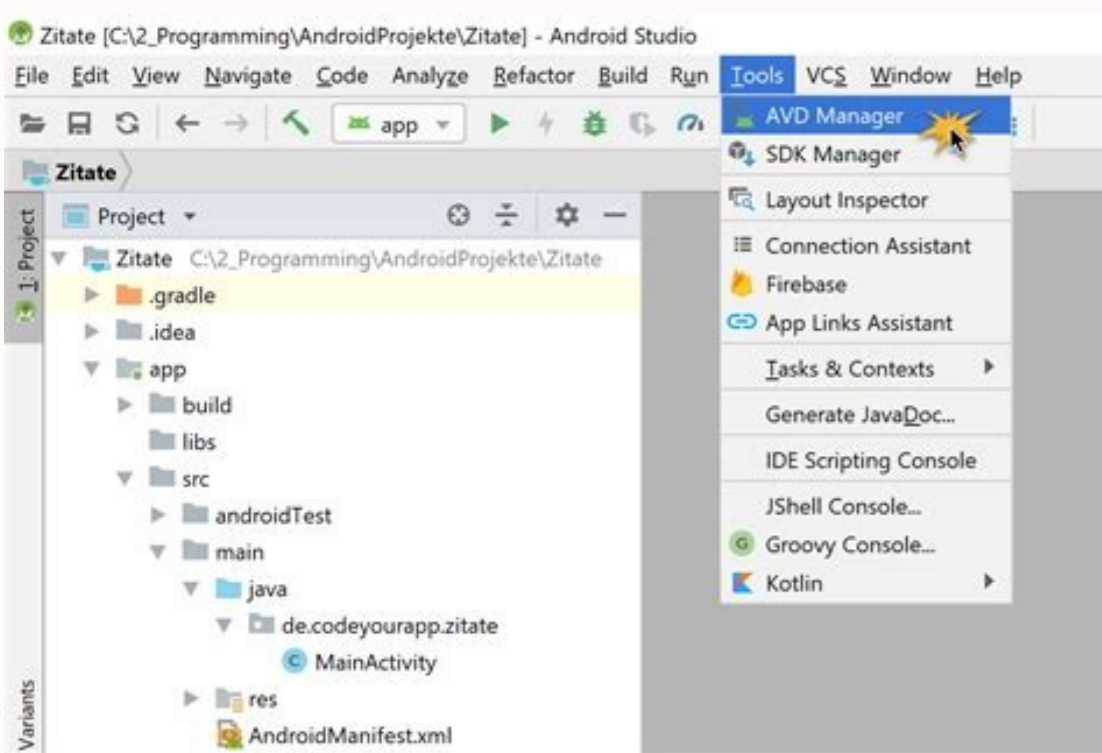 Zitate [C:\2_Programming\AndroidProjekte\Zitate] - Android Studio
File Edit View Navigate Code Analyze Refactor Build Run Tools VCS Window Help
app
AVD Manager
SDK Manager
Layout Inspector
Connection Assistant
Firebase
App Links Assistant
Tasks & Contexts
Generate JavaDoc...
IDE Scripting Console
JShell Console...
G Groovy Console...
Kotlin
Zitate
1: Project
Variants
Project
Zitate C:\2_Programming\AndroidProjekte\Zitate
.gradle
.idea
app
build
libs
src
androidTest
main
java
de.codeyourapp.zitate
C MainActivity
res
AndroidManifest.xml